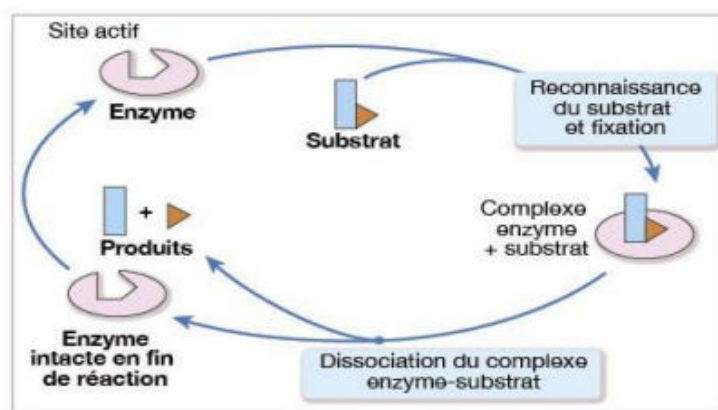 Site actif
Enzyme
Substrat
Reconnaissance
du substrat
et fixation
Complexe
enzyme
+ substrat
+
Produits
Enzyme
intacte en fin
de réaction
Dissociation du complexe
enzyme-substrat